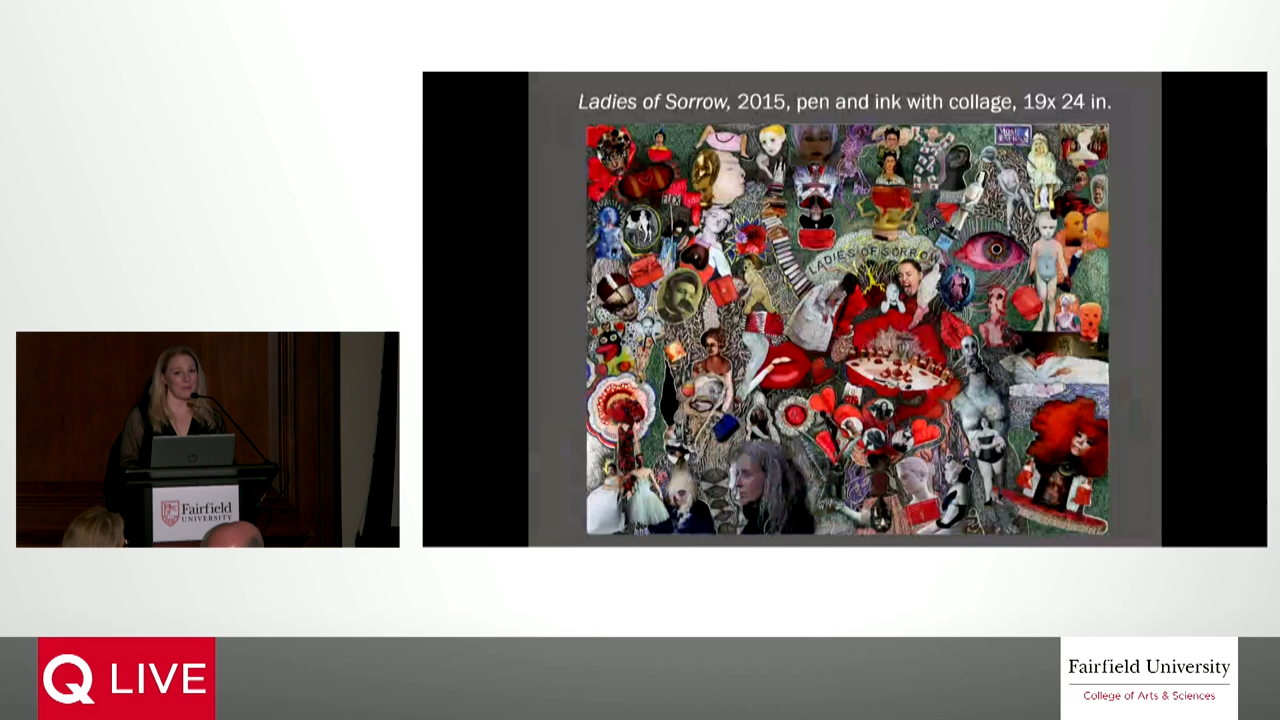 Ladies of Sorrow, 2015, pen and ink with collage, 19x 24 in.
LADIES OF SORROW
Fairfield
UNIVERSITY
Q LIVE
Fairfield University
College of Arts & Sciences